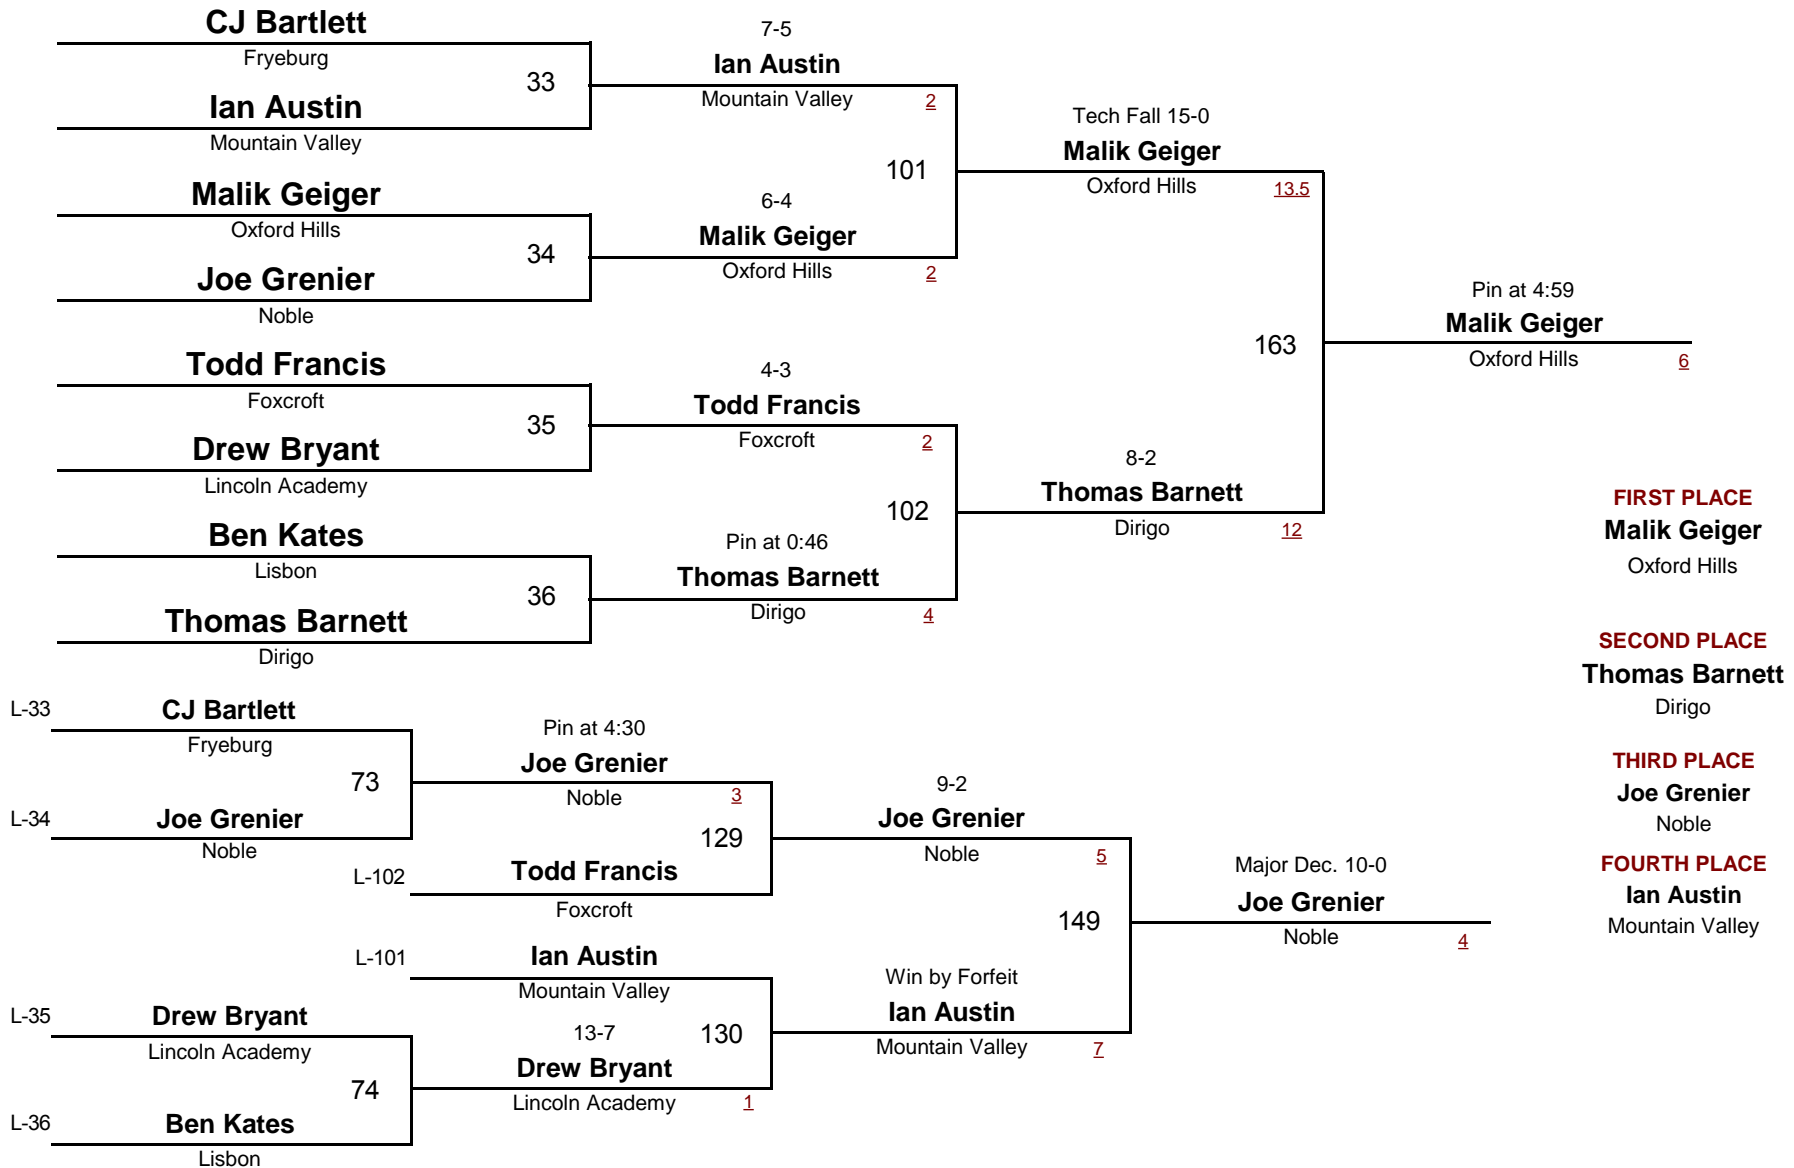 CJ Bartlett
Fryeburg
33
Ian Austin
Mountain Valley
7-5
Ian Austin
Mountain Valley
2
Malik Geiger
Oxford Hills
34
Joe Grenier
Noble
6-4
Malik Geiger
Oxford Hills
2
101
Tech Fall 15-0
Malik Geiger
Oxford Hills
13.5
Todd Francis
Foxcroft
35
Drew Bryant
Lincoln Academy
4-3
Todd Francis
Foxcroft
2
Ben Kates
Lisbon
36
Thomas Barnett
Dirigo
Pin at 0:46
Thomas Barnett
Dirigo
4
102
8-2
Thomas Barnett
Dirigo
12
163
Pin at 4:59
Malik Geiger
Oxford Hills
6
FIRST PLACE
Malik Geiger
Oxford Hills
SECOND PLACE
Thomas Barnett
Dirigo
THIRD PLACE
Joe Grenier
Noble
FOURTH PLACE
Ian Austin
Mountain Valley
L-33
CJ Bartlett
Fryeburg
73
L-34
Joe Grenier
Noble
Pin at 4:30
Joe Grenier
Noble
3
129
L-102
Todd Francis
Foxcroft
9-2
Joe Grenier
Noble
5
L-101
Ian Austin
Mountain Valley
L-35
Drew Bryant
Lincoln Academy
74
L-36
Ben Kates
Lisbon
13-7
Drew Bryant
Lincoln Academy
1
130
Win by Forfeit
Ian Austin
Mountain Valley
7
149
Major Dec. 10-0
Joe Grenier
Noble
4